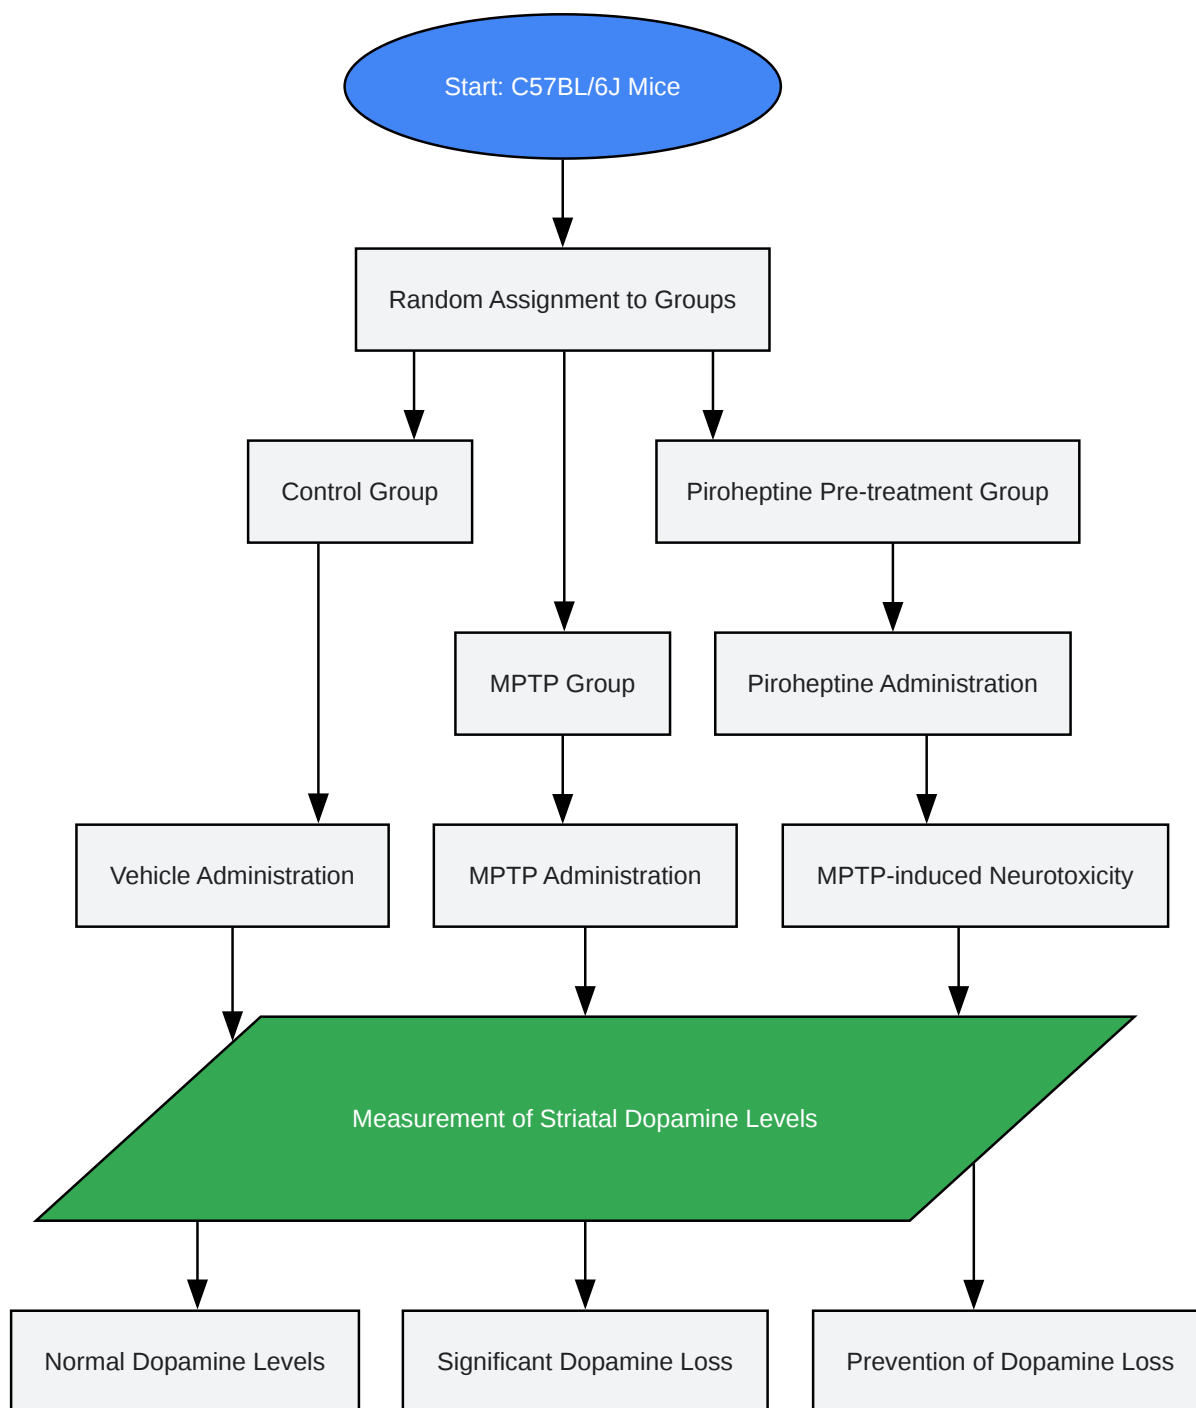 Start: C57BL/6J Mice
Random Assignment to Groups
Control Group
Piroheptine Pre-treatment Group
MPTP Group
Piroheptine Administration
Vehicle Administration
MPTP Administration
MPTP-induced Neurotoxicity
Measurement of Striatal Dopamine Levels
Normal Dopamine Levels
Significant Dopamine Loss
Prevention of Dopamine Loss